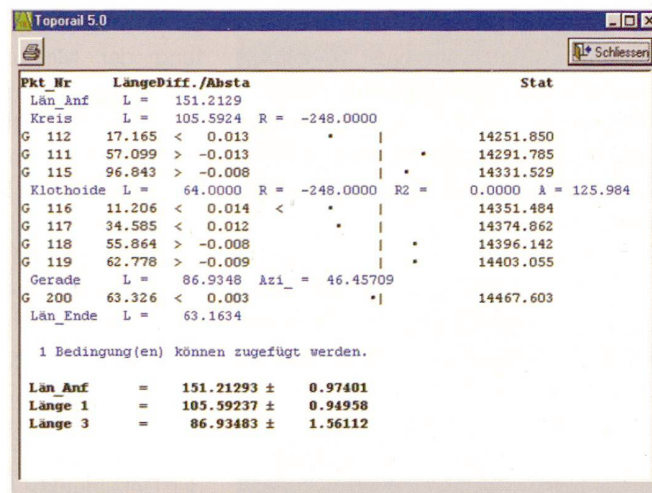 Toporail 5.0
Schliessen
Pkt_Nr LängeDiff./Absta Stat
Län_Anf L = 151.2129
Kreis L = 105.5924 R = -248.0000
G 112 17.165 < 0.013 | 14251.850
G 111 57.099 > -0.013 | 14291.785
G 115 96.843 > -0.008 | 14331.529
Klothoide L = 64.0000 R = -248.0000 R2 = 0.0000 A = 125.984
G 116 11.206 < 0.014 < | 14351.484
G 117 34.585 < 0.012 | 14374.862
G 118 55.864 > -0.008 | 14396.142
G 119 62.778 > -0.009 | 14403.055
Gerade L = 86.9348 Azi_ = 46.45709
G 200 63.326 < 0.003 | 14467.603
Län_Ende L = 63.1634
1 Bedingung(en) können zugefügt werden.
Län_Anf = 151.21293 ± 0.97401
Länge 1 = 105.59237 ± 0.94958
Länge 3 = 86.93483 ± 1.56112